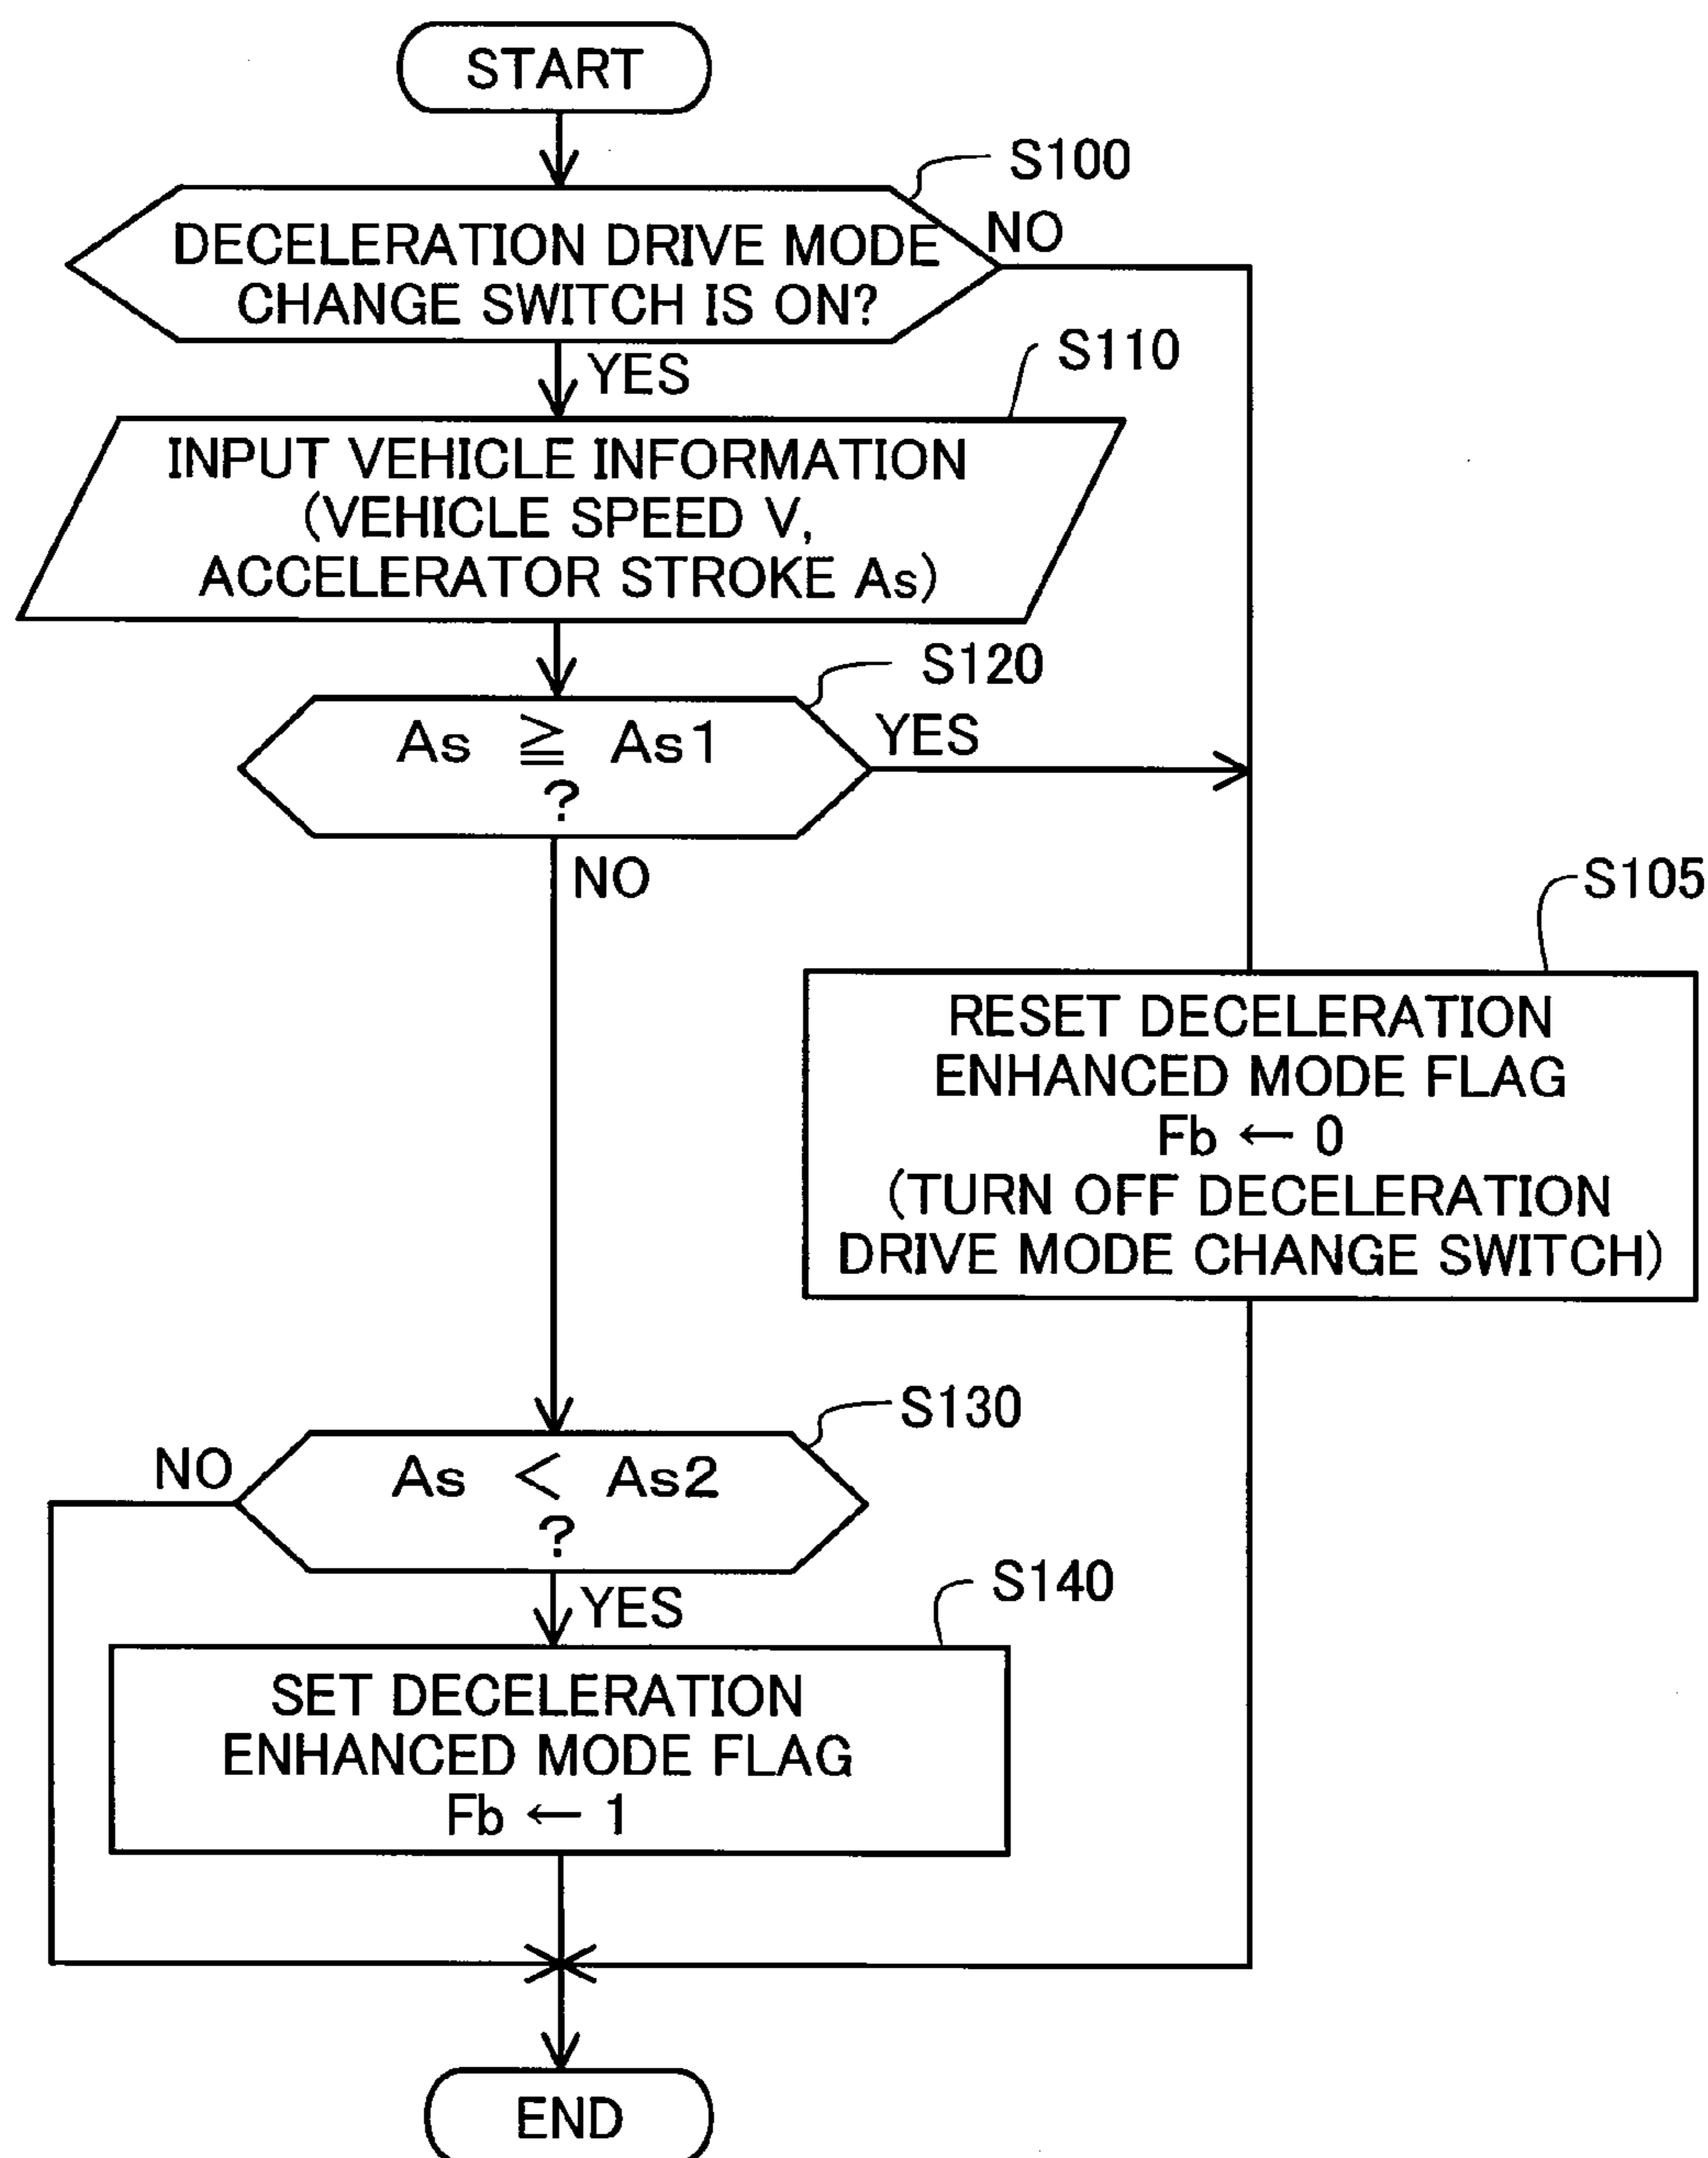 START
S100
DECELERATION DRIVE MODE
CHANGE SWITCH IS ON?
NO
YES
S110
INPUT VEHICLE INFORMATION
(VEHICLE SPEED V,
ACCELERATOR STROKE As)
S120
As ≧ As1
?
YES
NO
S105
RESET DECELERATION
ENHANCED MODE FLAG
Fb ← 0
(TURN OFF DECELERATION
DRIVE MODE CHANGE SWITCH)
S130
As < As2
?
NO
YES
S140
SET DECELERATION
ENHANCED MODE FLAG
Fb ← 1
END